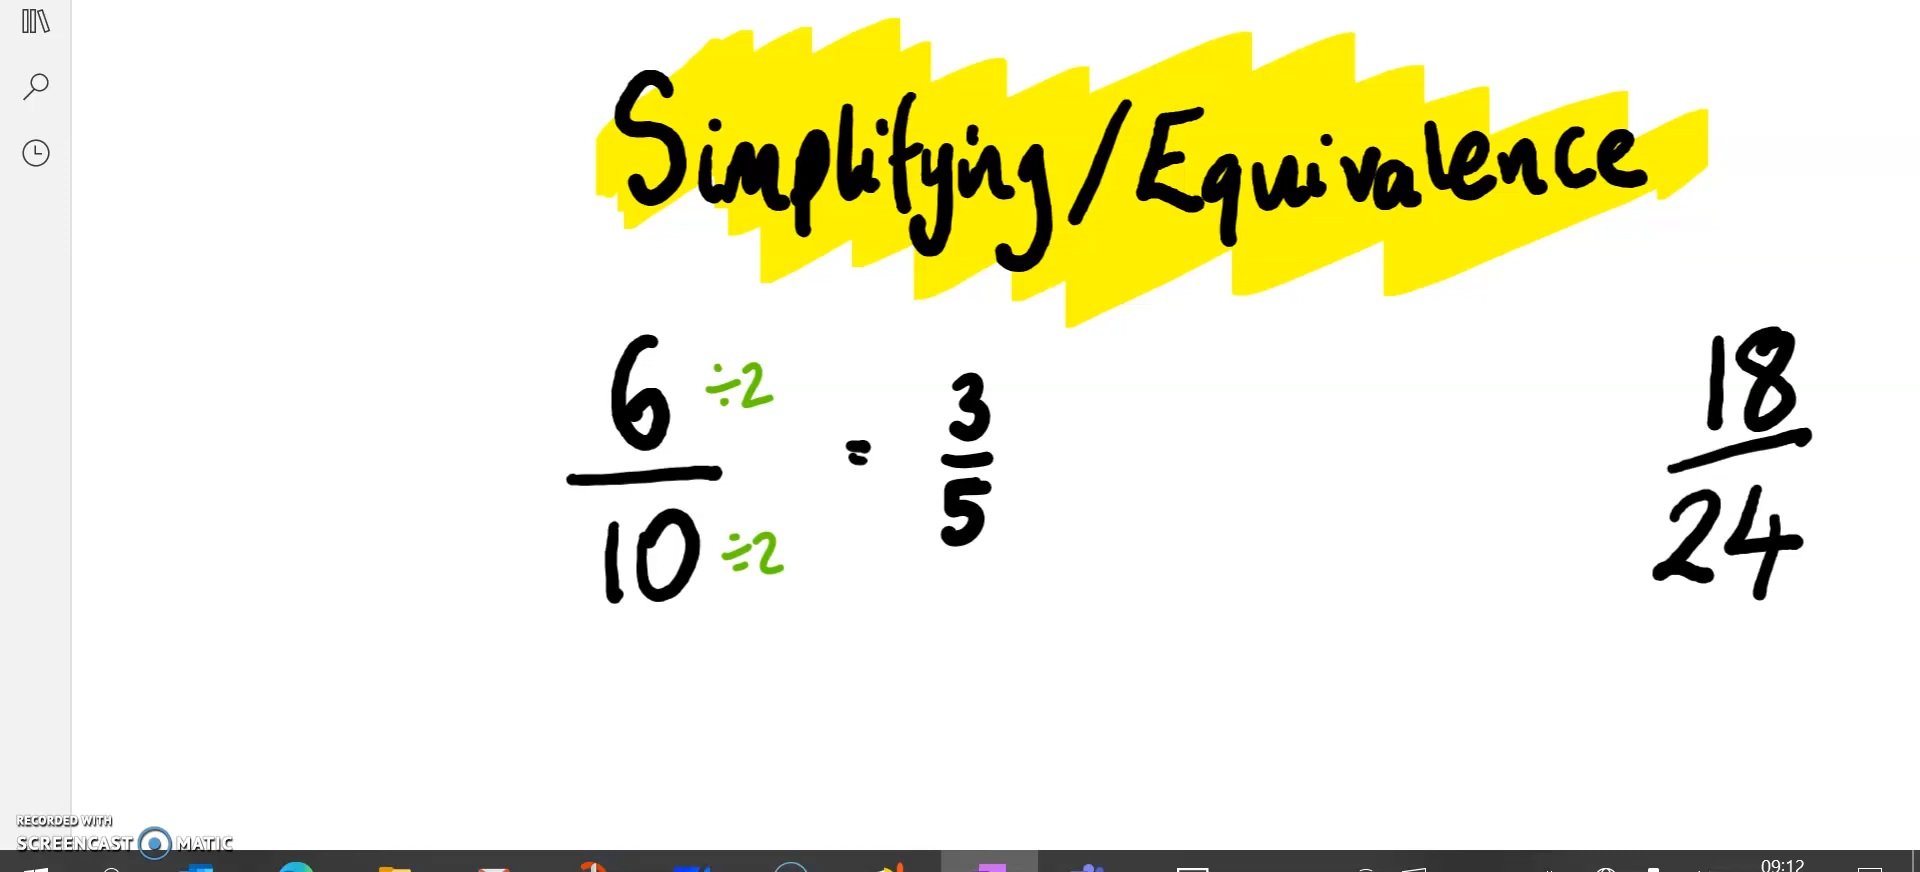 Simplifying/Equivalence
6 ÷2
10 ÷2
=
3
5
18
24
RECORDED WITH
SCREENCAST MATIC
09:12